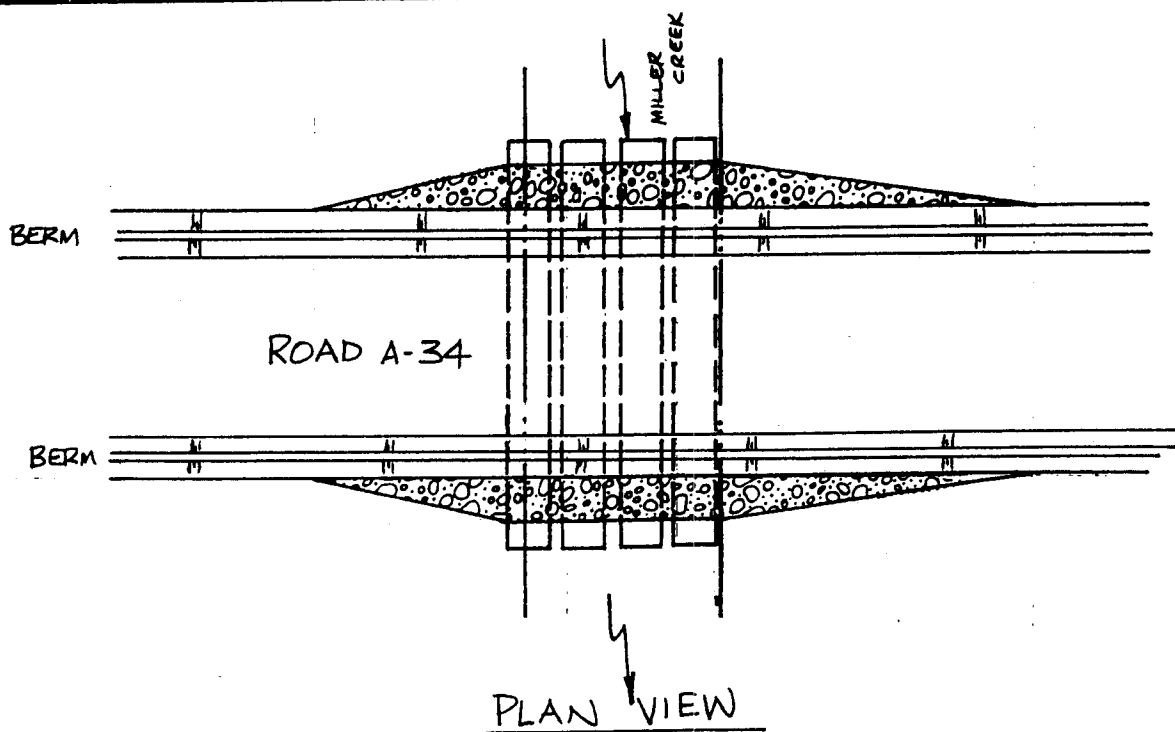 MILLER
CREEK
BERM
ROAD A-34
BERM
PLAN VIEW